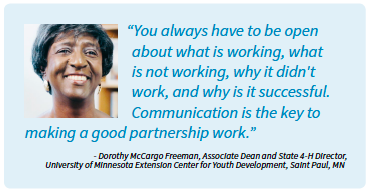 “You always have to be open
about what is working, what
is not working, why it didn't
work, and why is it successful.
Communication is the key to
making a good partnership work.”
- Dorothy McCargo Freeman, Associate Dean and State 4-H Director,
University of Minnesota Extension Center for Youth Development, Saint Paul, MN